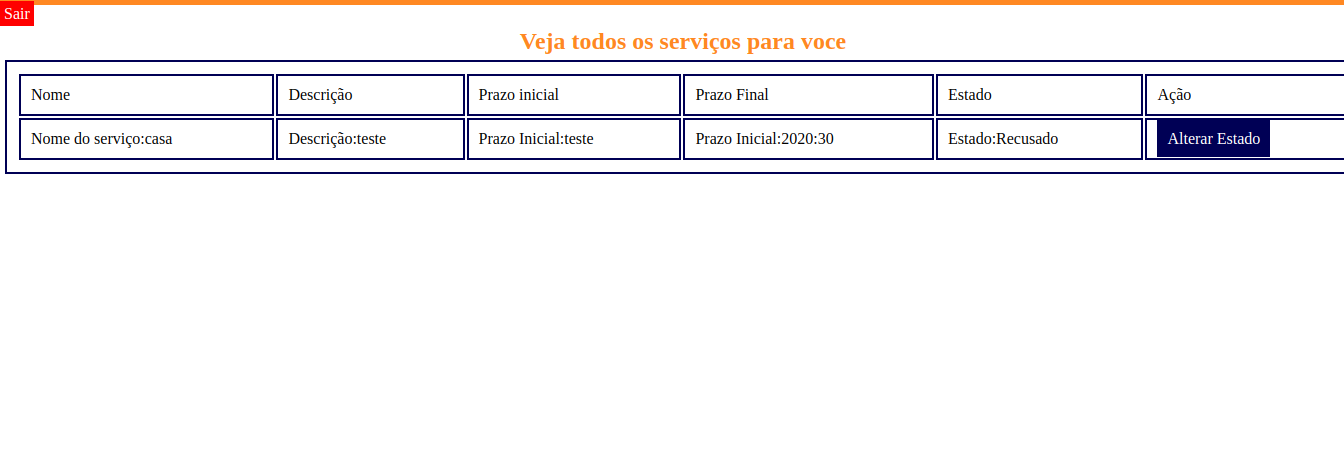 Sair
Veja todos os serviços para voce
Nome Descrição Prazo inicial Prazo Final Estado Ação
Nome do serviço:casa Descrição:teste Prazo Inicial:teste Prazo Inicial:2020:30 Estado:Recusado Alterar Estado